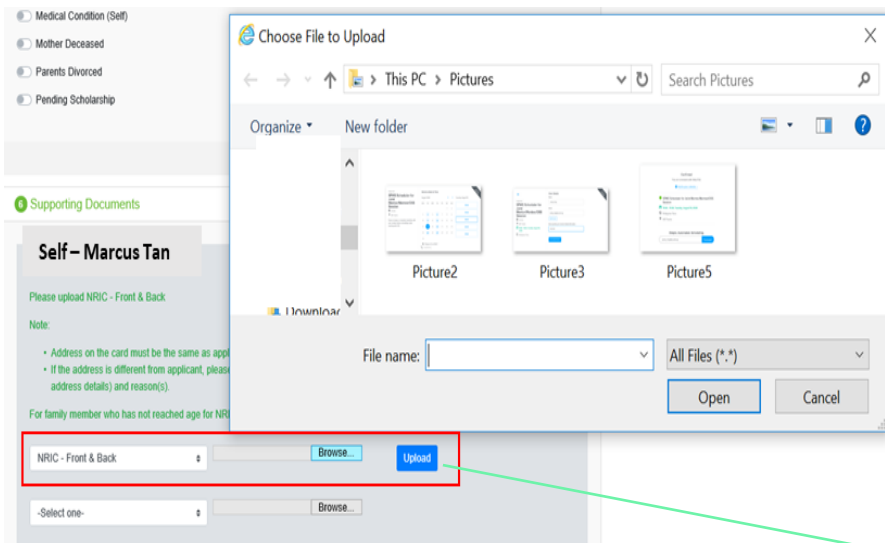 Medical Condition (Self)
Mother Deceased
Parents Divorced
Pending Scholarship
6 Supporting Documents
Self – Marcus Tan
Please upload NRIC - Front & Back
Note:
• Address on the card must be the same as appl
• If the address is different from applicant, please
address details) and reason(s).
For family member who has not reached age for NRI
NRIC - Front & Back
Browse...
Upload
-Select one-
Browse...
Choose File to Upload
This PC > Pictures
Search Pictures
Organize
New folder
Picture2
Picture3
Picture5
Downloac
File name:
All Files (*.*)
Open
Cancel